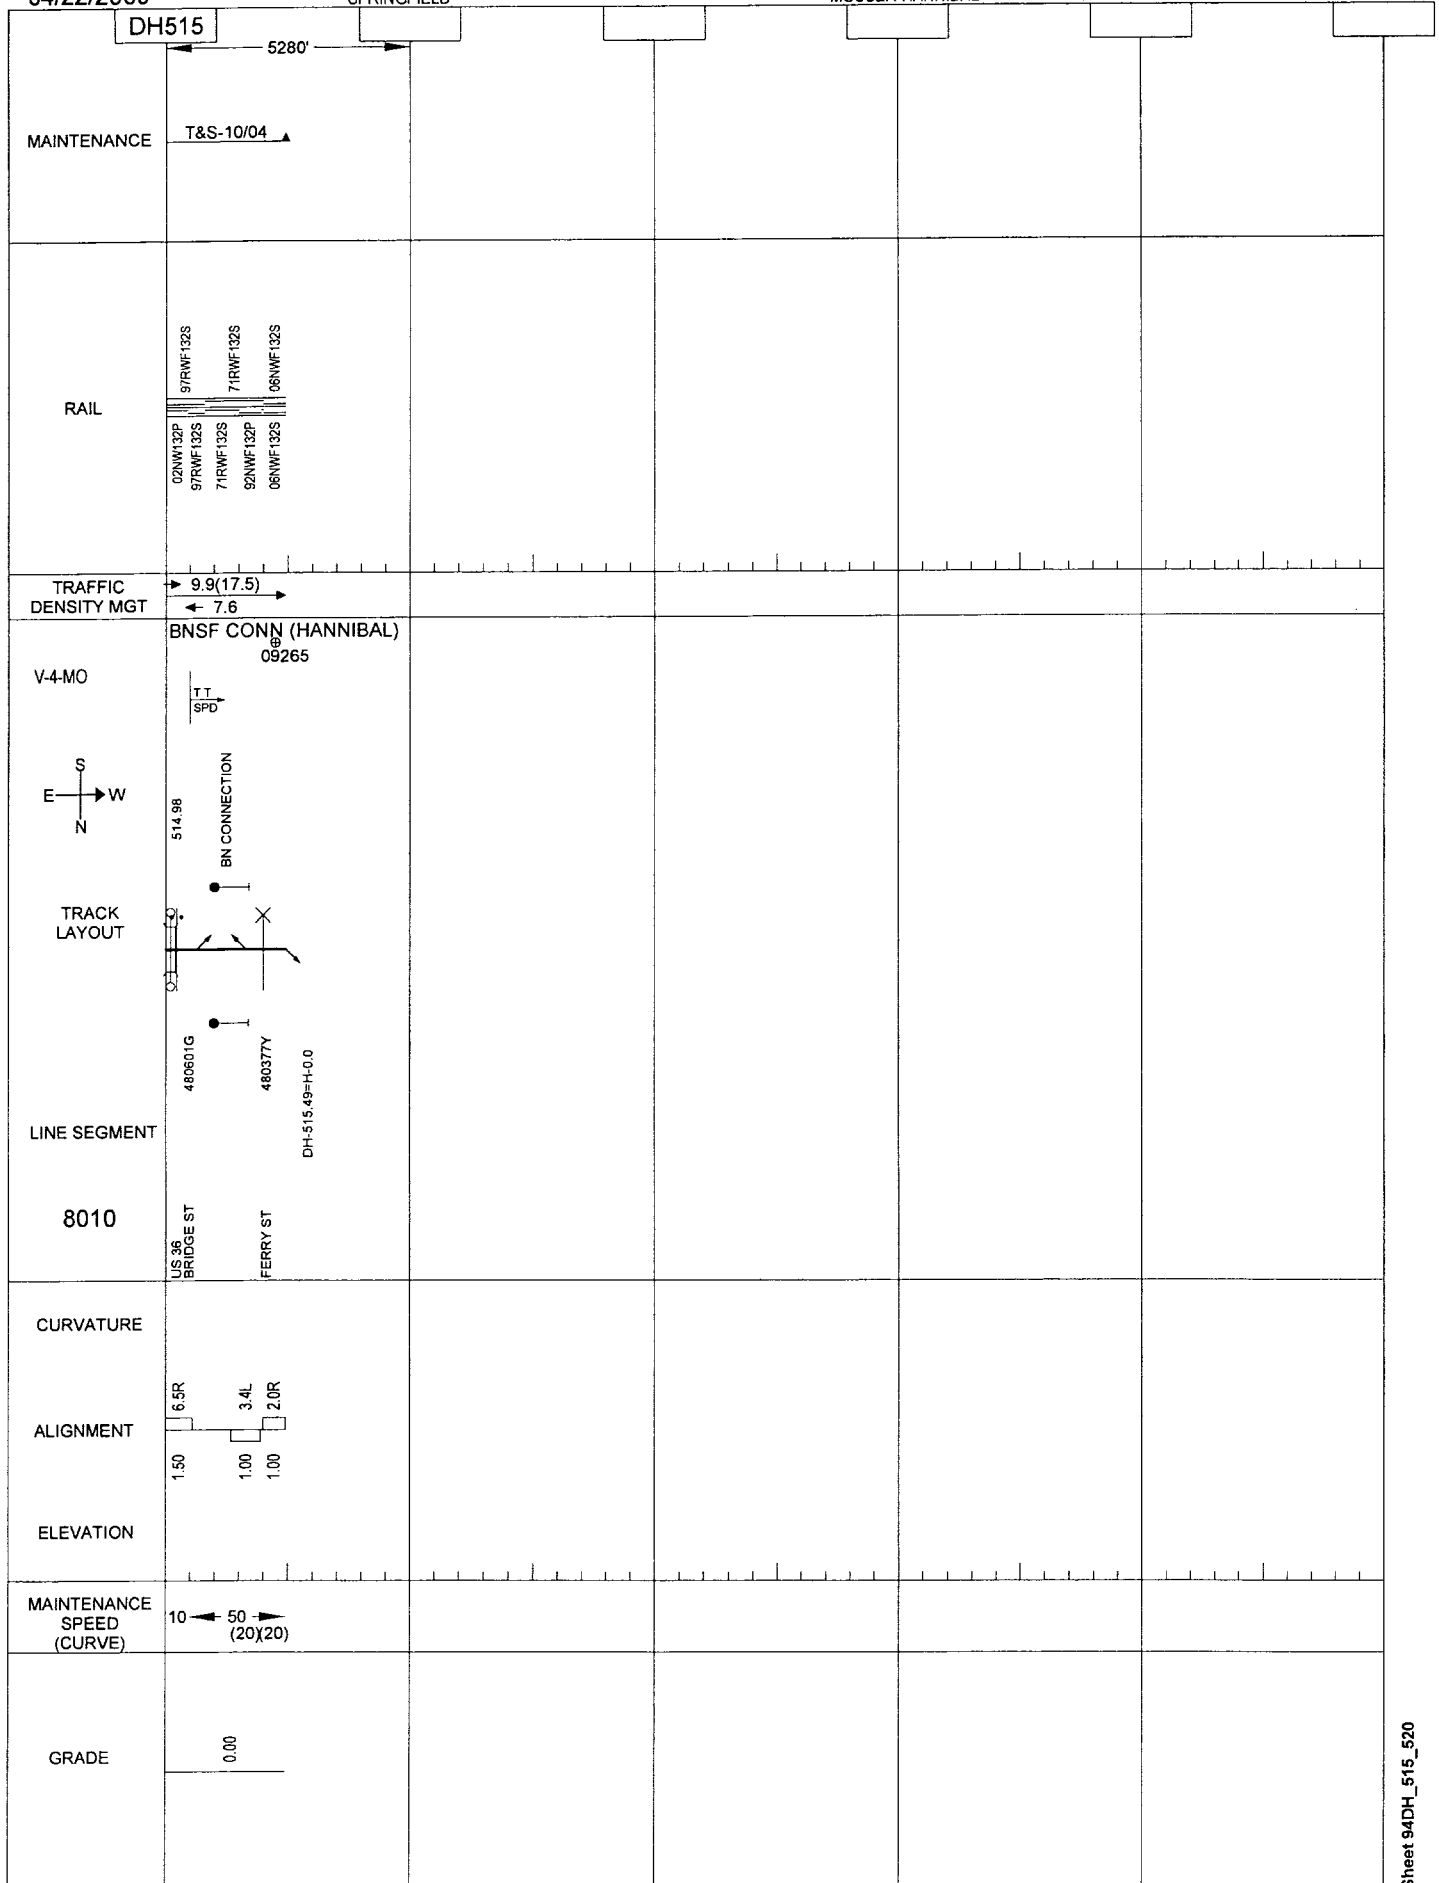 DH515
5280'
MAINTENANCE
T&S-10/04
RAIL
97RWF132S
71RWF132S
06NWF132S
02NW132P
97RWF132S
71RWF132S
92NWF132P
06NWF132S
TRAFFIC
DENSITY MGT
9.9(17.5)
7.6
BNSF CONN (HANNIBAL)
09265
V-4-MO
TT
SPD
S
E
W
N
514.98
BN CONNECTION
TRACK
LAYOUT
480601G
480377Y
DH-515.49=H-0.0
LINE SEGMENT
8010
US 36
BRIDGE ST
FERRY ST
CURVATURE
6.5R
3.4L
2.0R
ALIGNMENT
1.50
1.00
1.00
ELEVATION
MAINTENANCE
SPEED
(CURVE)
10
50
(20)(20)
GRADE
0.00
Sheet 94DH_515_520